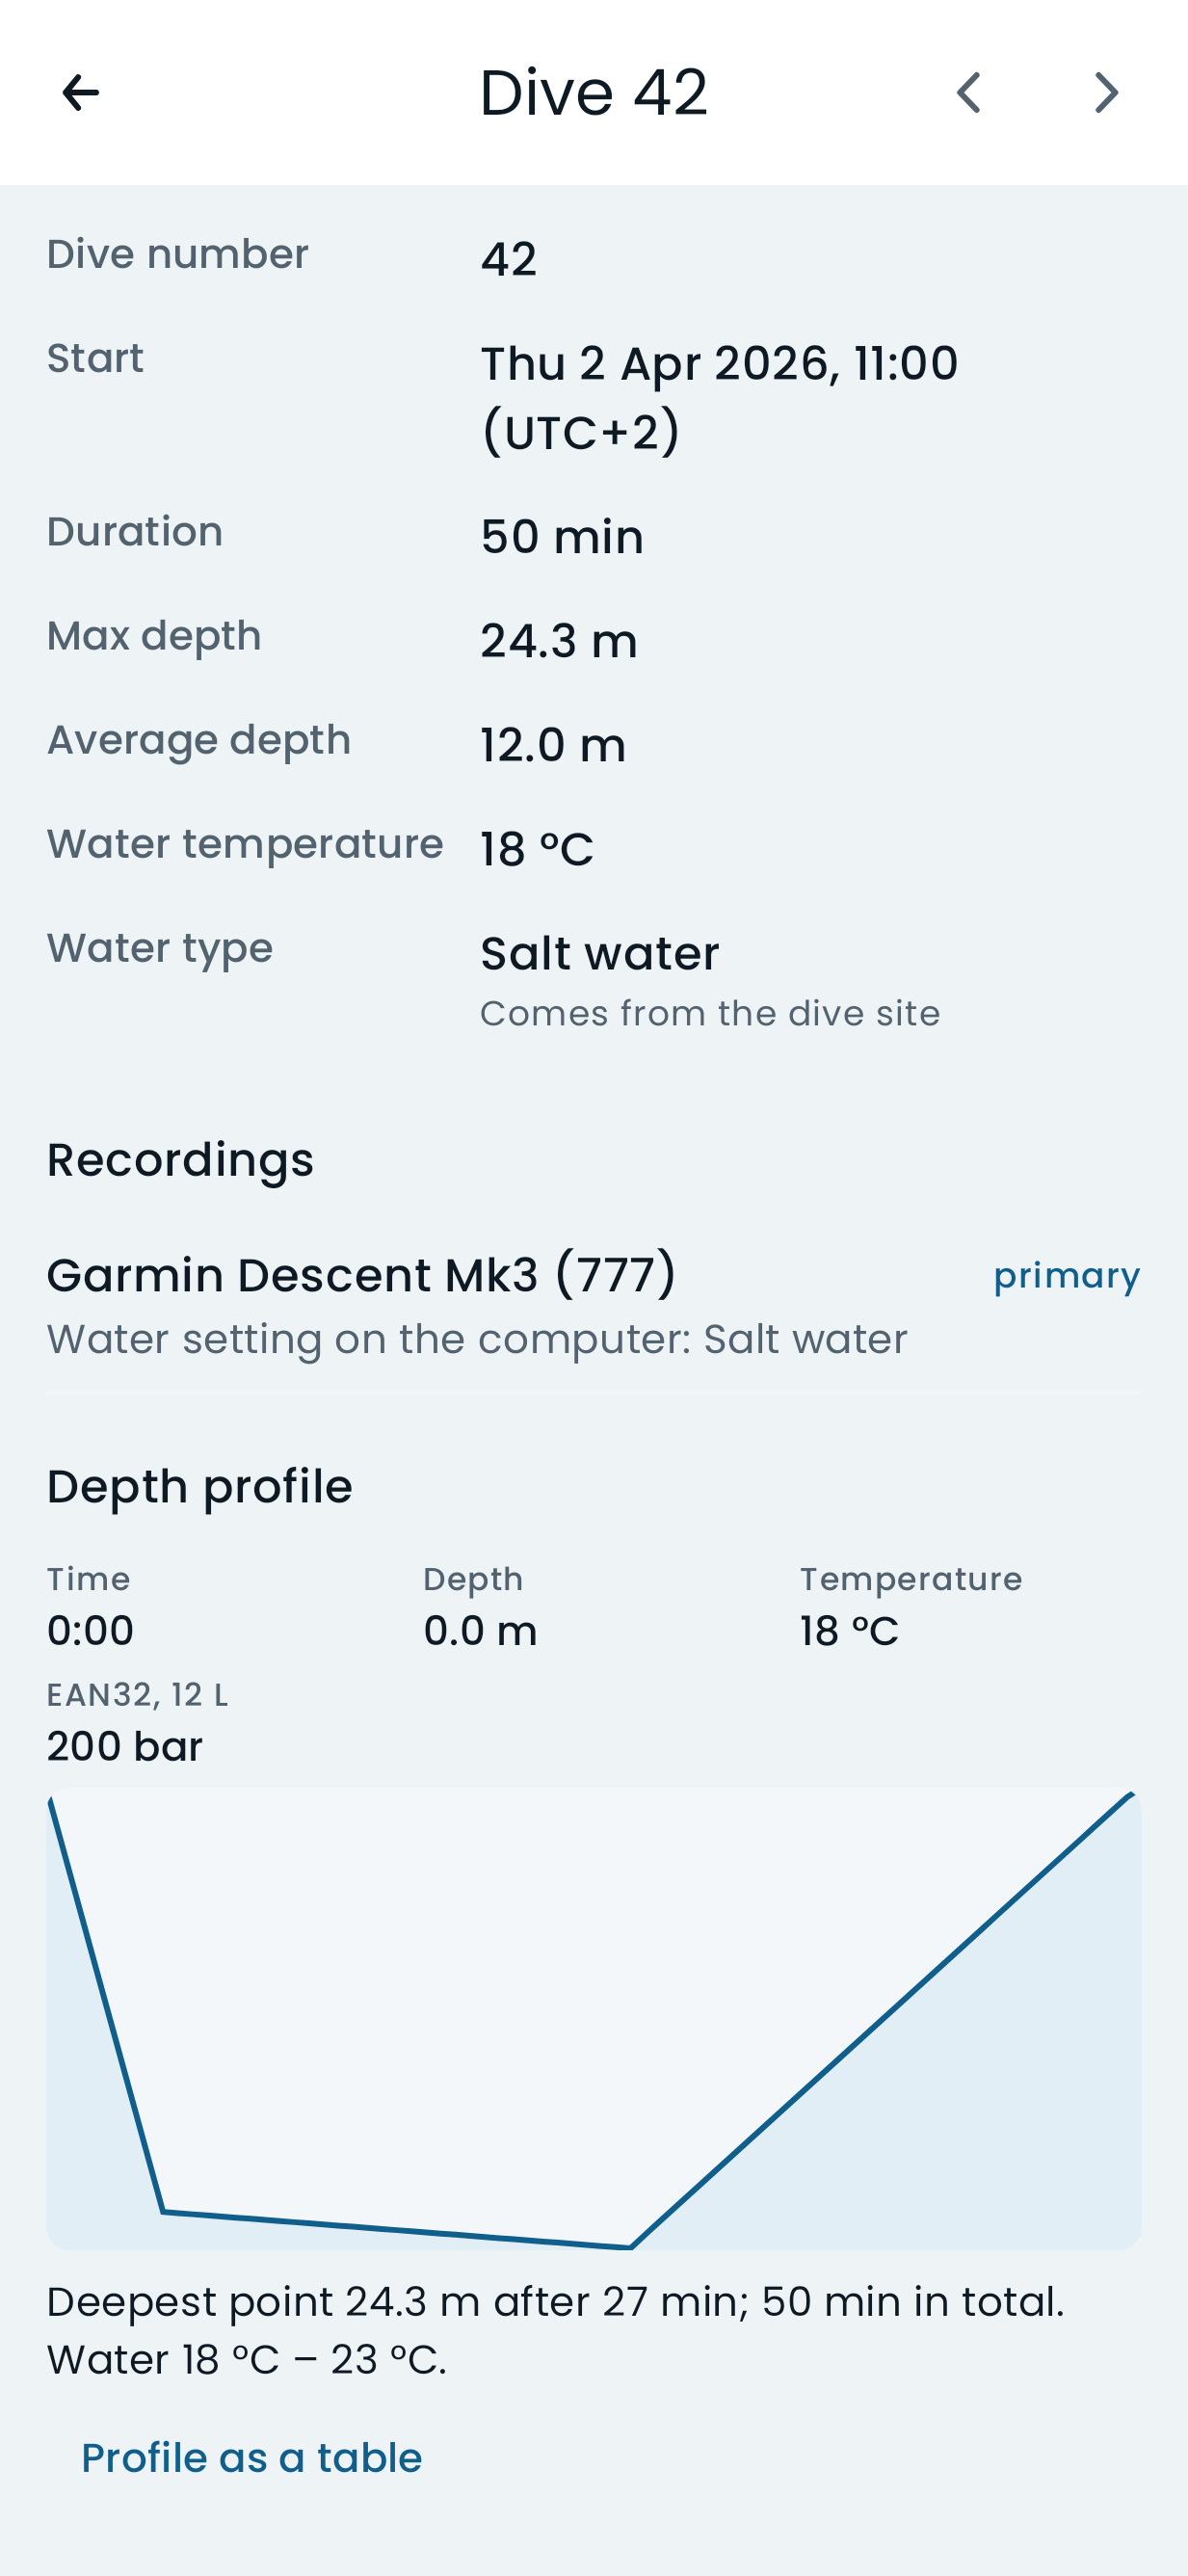 Dive 42
Dive number 42
Start Thu 2 Apr 2026, 11:00
(UTC+2)
Duration 50 min
Max depth 24.3 m
Average depth 12.0 m
Water temperature 18 °C
Water type Salt water
Comes from the dive site
Recordings
Garmin Descent Mk3 (777) primary
Water setting on the computer: Salt water
Depth profile
Time Depth Temperature
0:00 0.0 m 18 °C
EAN32, 12 L
200 bar
Deepest point 24.3 m after 27 min; 50 min in total.
Water 18 °C – 23 °C.
Profile as a table